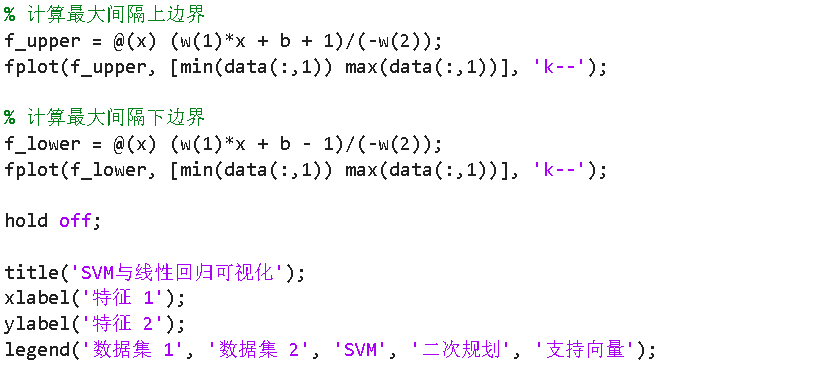 % 计算最大间隔上边界
f_upper = @(x) (w(1)*x + b + 1)/(-w(2));
fplot(f_upper, [min(data(:,1)) max(data(:,1))], 'k--');
% 计算最大间隔下边界
f_lower = @(x) (w(1)*x + b - 1)/(-w(2));
fplot(f_lower, [min(data(:,1)) max(data(:,1))], 'k--');
hold off;
title('SVM与线性回归可视化');
xlabel('特征 1');
ylabel('特征 2');
legend('数据集 1', '数据集 2', 'SVM', '二次规划', '支持向量');